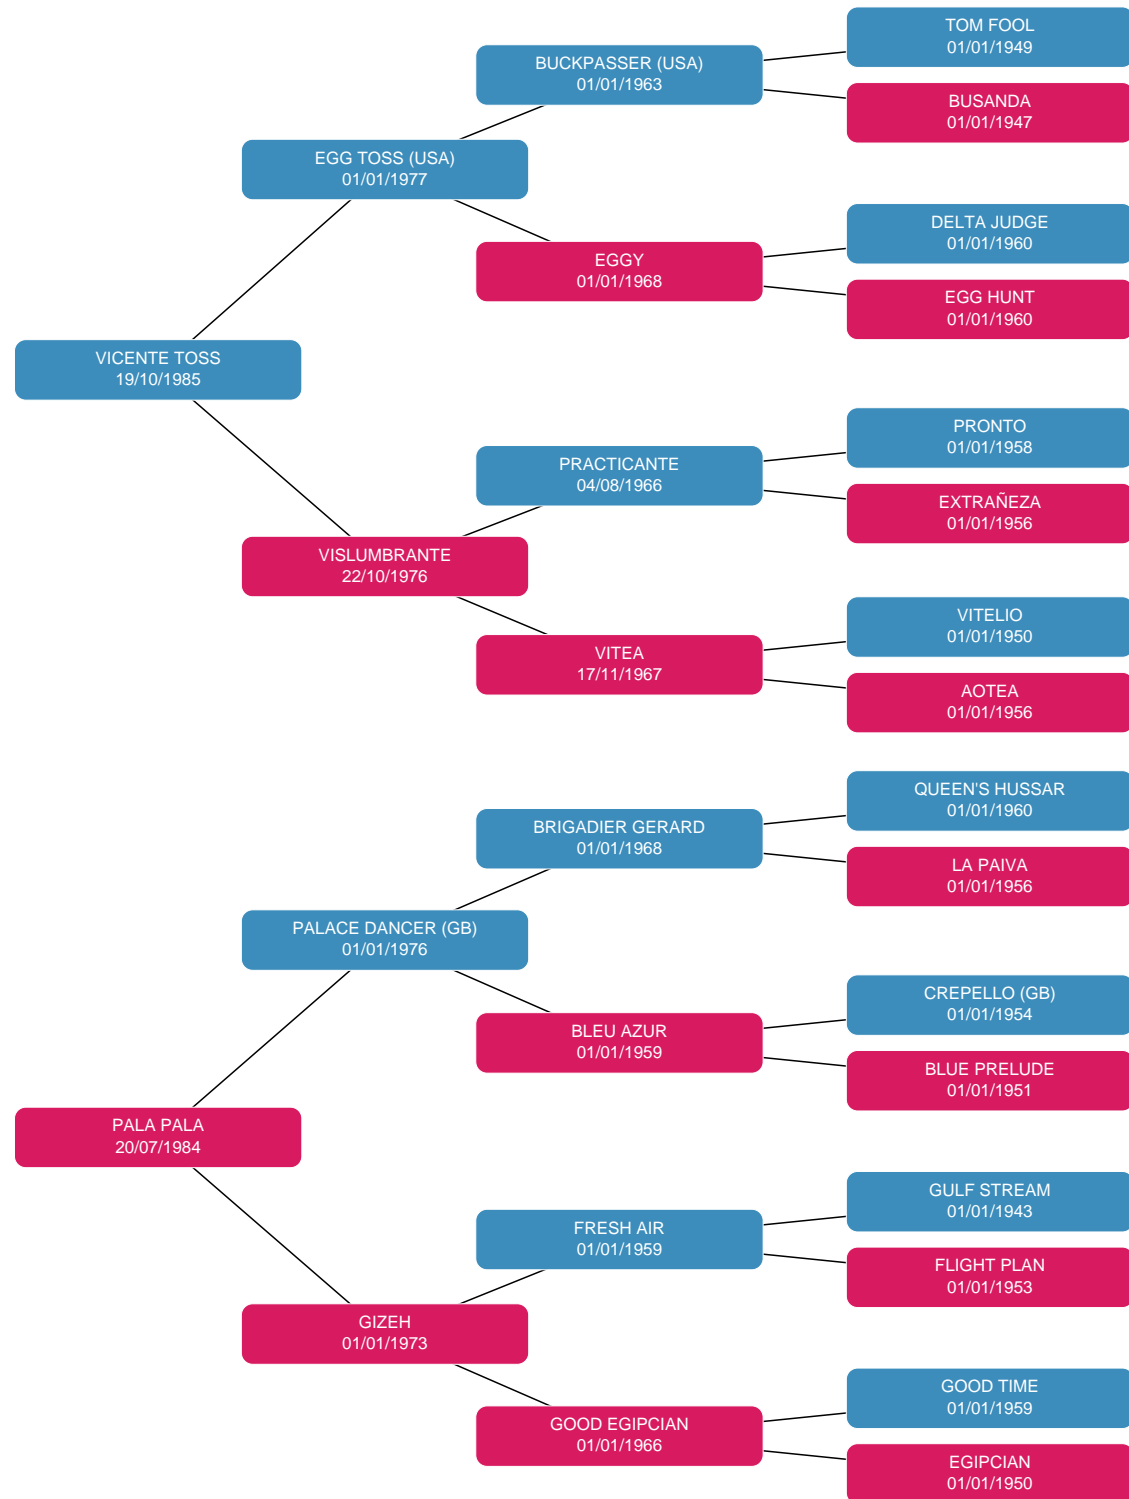 TOM FOOL
01/01/1949
BUCKPASSER (USA)
01/01/1963
BUSANDA
01/01/1947
EGG TOSS (USA)
01/01/1977
DELTA JUDGE
01/01/1960
EGGY
01/01/1968
EGG HUNT
01/01/1960
VICENTE TOSS
19/10/1985
PRONTO
01/01/1958
PRACTICANTE
04/08/1966
EXTRAÑEZA
01/01/1956
VISLUMBRANTE
22/10/1976
VITELIO
01/01/1950
VITEA
17/11/1967
AOTEA
01/01/1956
QUEEN'S HUSSAR
01/01/1960
BRIGADIER GERARD
01/01/1968
LA PAIVA
01/01/1956
PALACE DANCER (GB)
01/01/1976
CREPELLO (GB)
01/01/1954
BLEU AZUR
01/01/1959
BLUE PRELUDE
01/01/1951
PALA PALA
20/07/1984
GULF STREAM
01/01/1943
FRESH AIR
01/01/1959
FLIGHT PLAN
01/01/1953
GIZEH
01/01/1973
GOOD TIME
01/01/1959
GOOD EGIPCIAN
01/01/1966
EGIPCIAN
01/01/1950